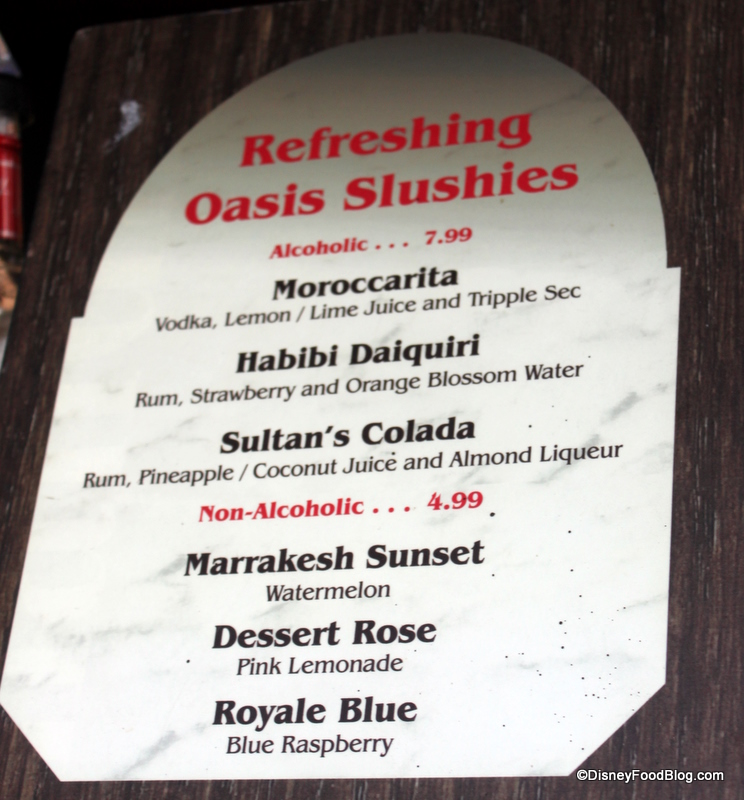 Refreshing
Oasis Slushies
Alcoholic . . . 7.99
Moroccarita
Vodka, Lemon / Lime Juice and Tripple Sec
Habibi Daiquiri
Rum, Strawberry and Orange Blossom Water
Sultan's Colada
Rum, Pineapple / Coconut Juice and Almond Liqueur
Non-Alcoholic . . . 4.99
Marrakesh Sunset
Watermelon
Dessert Rose
Pink Lemonade
Royale Blue
Blue Raspberry
©DisneyFoodBlog.com